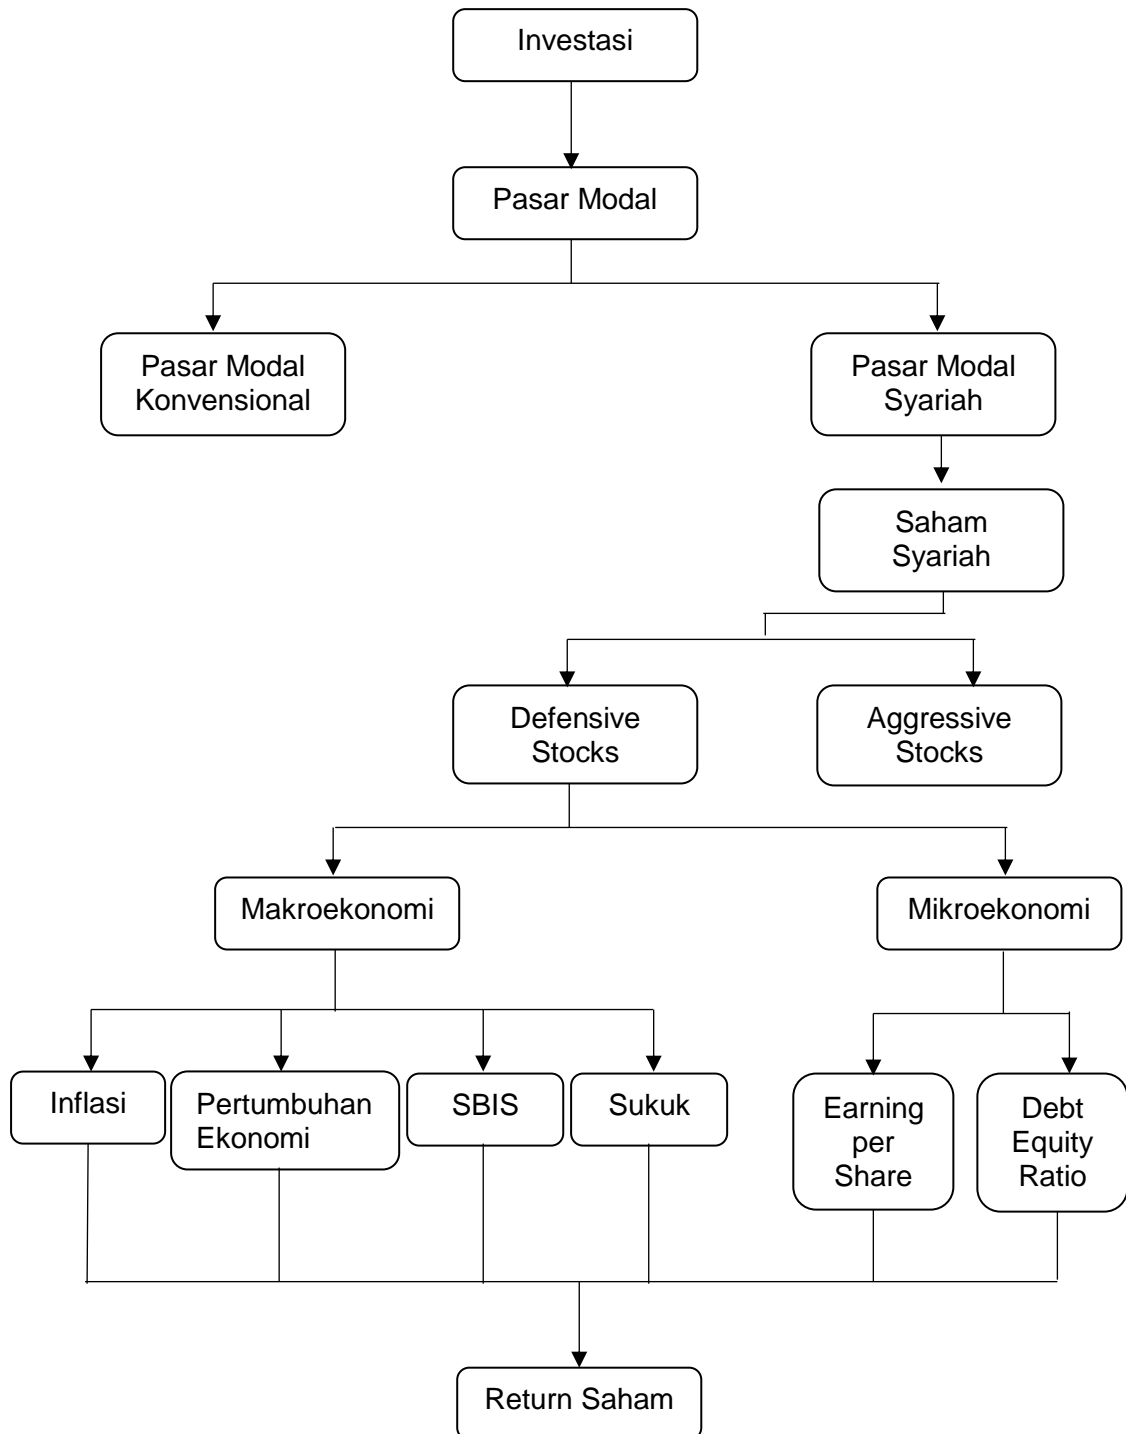 Investasi
Pasar Modal
Pasar Modal
Konvensional
Pasar Modal
Syariah
Saham
Syariah
Defensive
Stocks
Aggressive
Stocks
Makroekonomi
Mikroekonomi
Inflasi
Pertumbuhan
Ekonomi
SBIS
Sukuk
Earning
per
Share
Debt
Equity
Ratio
Return Saham